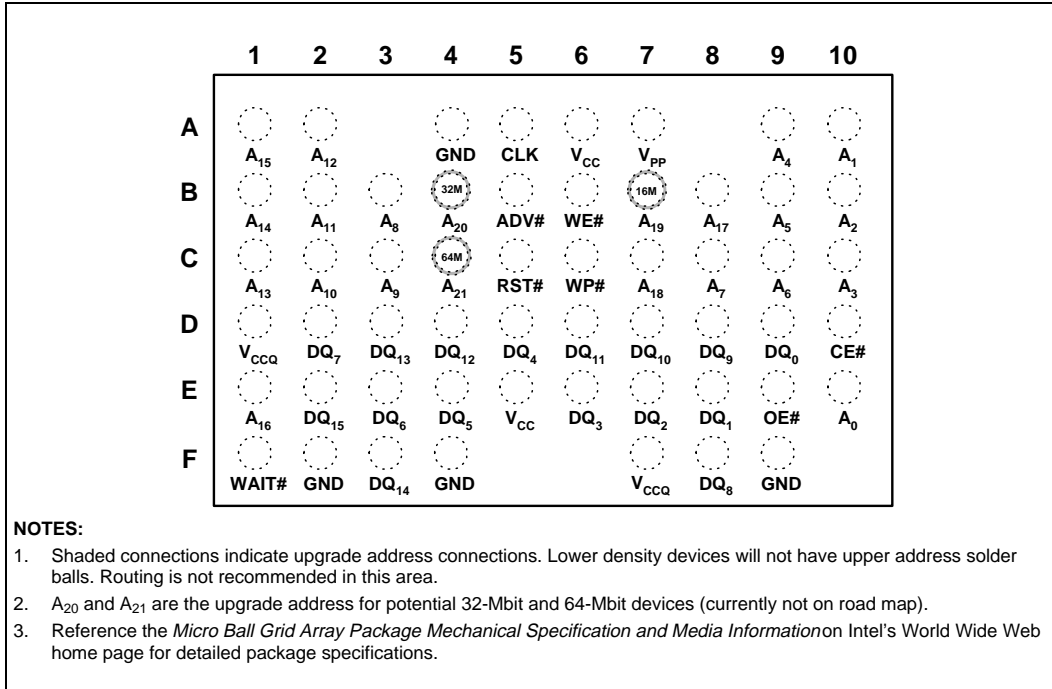 1 2 3 4 5 6 7 8 9 10
A
A15 A12 GND CLK VCC VPP A4 A1
B 32M 16M
A14 A11 A8 A20 ADV# WE# A19 A17 A5 A2
C 64M
A13 A10 A9 A21 RST# WP# A18 A7 A6 A3
D
VCCQ DQ7 DQ13 DQ12 DQ4 DQ11 DQ10 DQ9 DQ0 CE#
E
A16 DQ15 DQ6 DQ5 VCC DQ3 DQ2 DQ1 OE# A0
F
WAIT# GND DQ14 GND VCCQ DQ8 GND
NOTES:
1. Shaded connections indicate upgrade address connections. Lower density devices will not have upper address solder
balls. Routing is not recommended in this area.
2. A20 and A21 are the upgrade address for potential 32-Mbit and 64-Mbit devices (currently not on road map).
3. Reference the Micro Ball Grid Array Package Mechanical Specification and Media Informationon Intel's World Wide Web
home page for detailed package specifications.